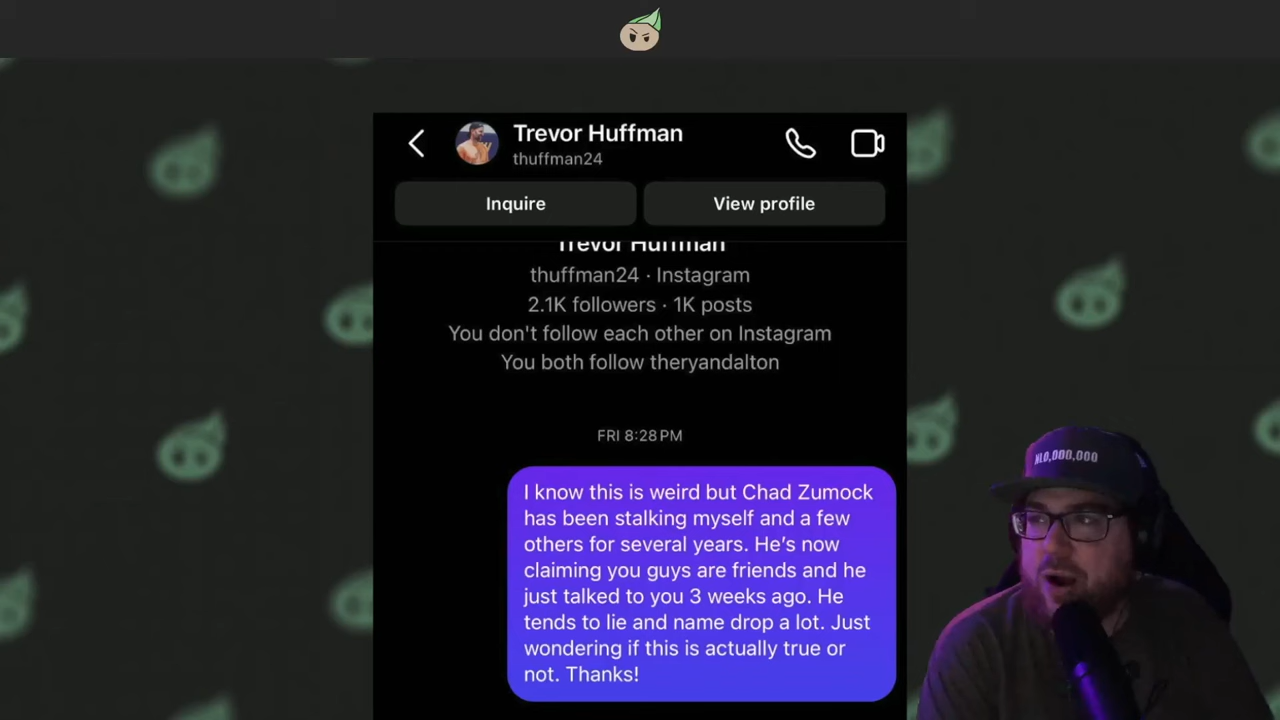 Trevor Huffman
thuffman24
Inquire
View profile
Trevor Huffman
thuffman24 · Instagram
2.1K followers · 1K posts
You don't follow each other on Instagram
You both follow theryandalton
FRI 8:28 PM
I know this is weird but Chad Zumock
has been stalking myself and a few
others for several years. He's now
claiming you guys are friends and he
just talked to you 3 weeks ago. He
tends to lie and name drop a lot. Just
wondering if this is actually true or
not. Thanks!